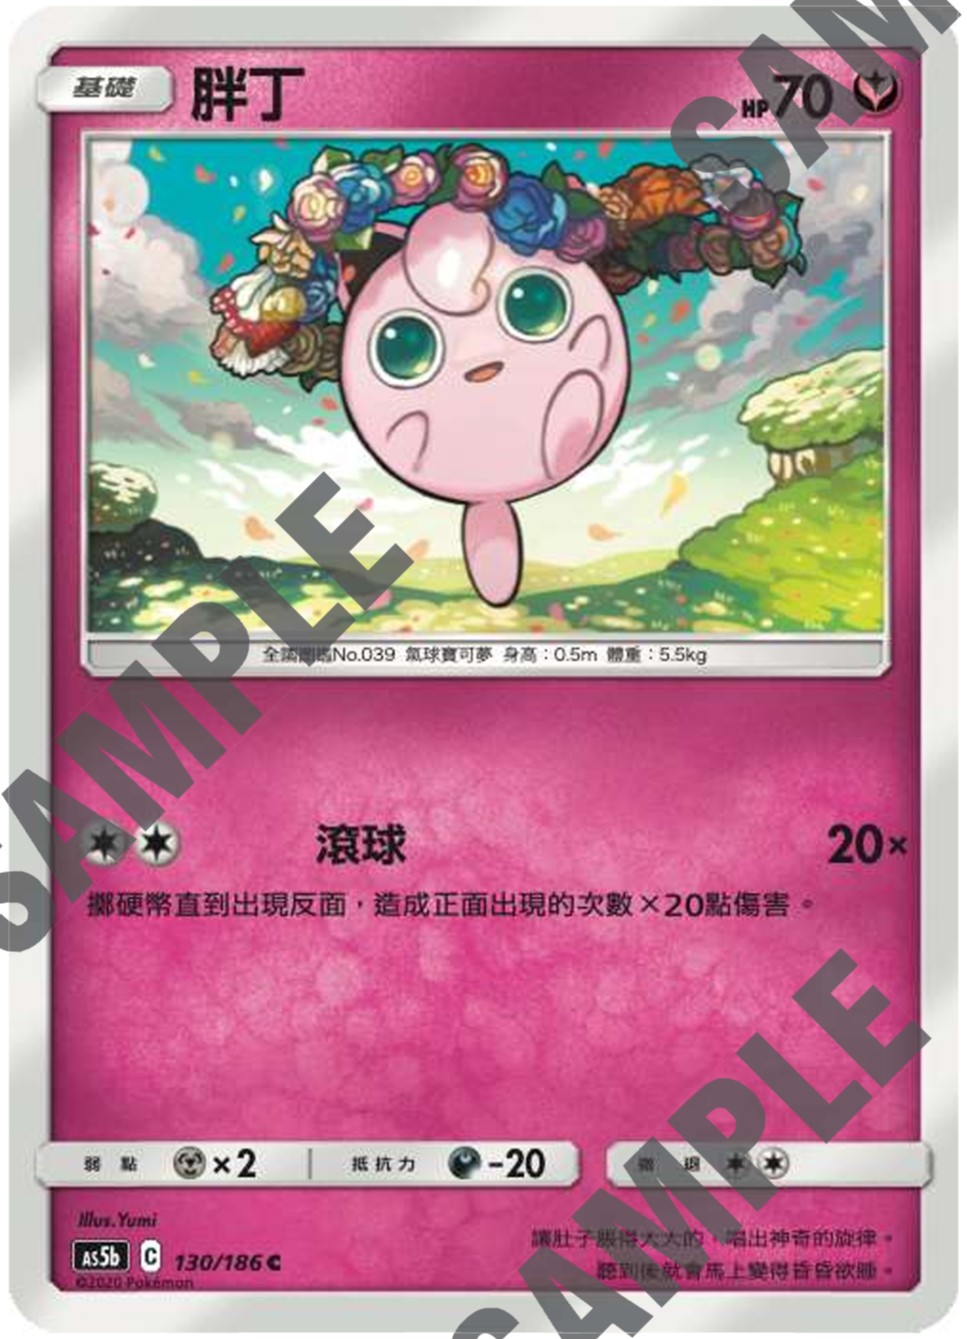 基礎 胖丁 HP70
全國圖鑑No.039 氣球寶可夢 身高：0.5m 體重：5.5kg
滾球 20×
擲硬幣直到出現反面，造成正面出現的次數×20點傷害。
弱點 ×2 抵抗力 -20 撤退
Illus.Yumi
AS5b C 130/186 C
©2020 Pokémon
讓肚子脹得大大的，唱出神奇的旋律。
聽到後就會馬上變得昏昏欲睡。
SAMPLE
SAMPLE
SAM